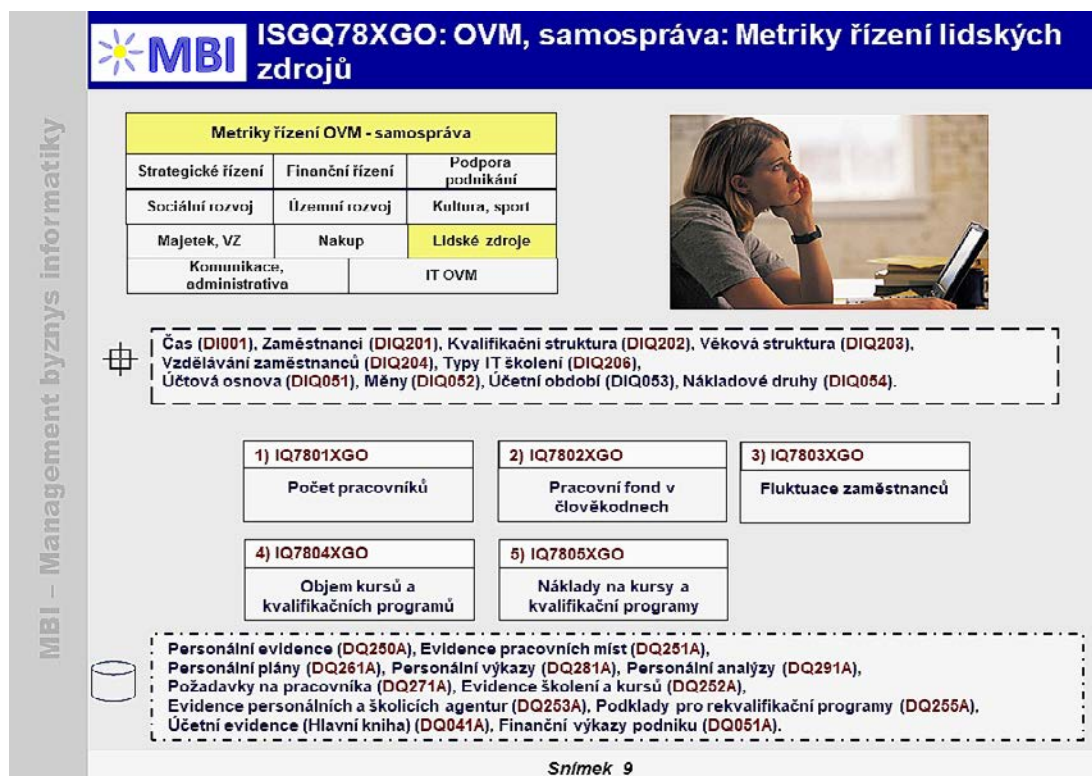 MBI
ISGQ78XGO: OVM, samospráva: Metriky řízení lidských
zdrojů
MBI – Management byznys informatiky
Metriky řízení OVM - samospráva
Strategické řízení
Finanční řízení
Podpora
podnikání
Sociální rozvoj
Územní rozvoj
Kultura, sport
Majetek, VZ
Nakup
Lidské zdroje
Komunikace,
administrativa
IT OVM
Čas (DI001), Zaměstnanci (DIQ201), Kvalifikační struktura (DIQ202), Věková struktura (DIQ203),
Vzdělávání zaměstnanců (DIQ204), Typy IT školení (DIQ206),
Účtová osnova (DIQ051), Měny (DIQ052), Účetní období (DIQ053), Nákladové druhy (DIQ054).
1) IQ7801XGO
Počet pracovníků
2) IQ7802XGO
Pracovní fond v
člověkodnech
3) IQ7803XGO
Fluktuace zaměstnanců
4) IQ7804XGO
Objem kursů a
kvalifikačních programů
5) IQ7805XGO
Náklady na kursy a
kvalifikační programy
Personální evidence (DQ250A), Evidence pracovních míst (DQ251A),
Personální plány (DQ261A), Personální výkazy (DQ281A), Personální analýzy (DQ291A),
Požadavky na pracovníka (DQ271A), Evidence školení a kursů (DQ252A),
Evidence personálních a školicích agentur (DQ253A), Podklady pro rekvalifikační programy (DQ255A),
Účetní evidence (Hlavní kniha) (DQ041A), Finanční výkazy podniku (DQ051A).
Snímek 9